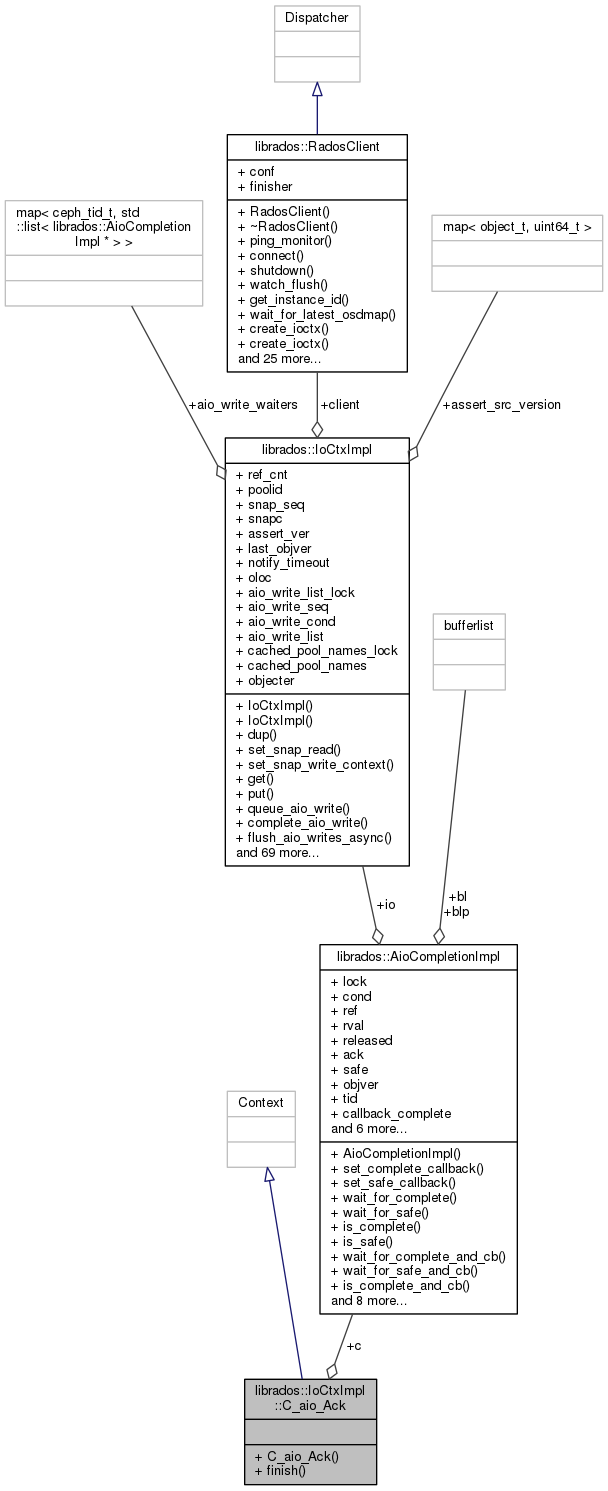 Dispatcher
librados::RadosClient
+ conf
+ finisher
+ RadosClient()
+ ~RadosClient()
+ ping_monitor()
+ connect()
+ shutdown()
+ watch_flush()
+ get_instance_id()
+ wait_for_latest_osdmap()
+ create_ioctx()
+ create_ioctx()
and 25 more...
map< ceph_tid_t, std
::list< librados::AioCompletion
Impl * > >
map< object_t, uint64_t >
+aio_write_waiters
+client
+assert_src_version
librados::IoCtxImpl
+ ref_cnt
+ poolid
+ snap_seq
+ snapc
+ assert_ver
+ last_objver
+ notify_timeout
+ oloc
+ aio_write_list_lock
+ aio_write_seq
+ aio_write_cond
+ aio_write_list
+ cached_pool_names_lock
+ cached_pool_names
+ objecter
+ IoCtxImpl()
+ IoCtxImpl()
+ dup()
+ set_snap_read()
+ set_snap_write_context()
+ get()
+ put()
+ queue_aio_write()
+ complete_aio_write()
+ flush_aio_writes_async()
and 69 more...
bufferlist
+io
+bl
+blp
librados::AioCompletionImpl
+ lock
+ cond
+ ref
+ rval
+ released
+ ack
+ safe
+ objver
+ tid
+ callback_complete
and 6 more...
+ AioCompletionImpl()
+ set_complete_callback()
+ set_safe_callback()
+ wait_for_complete()
+ wait_for_safe()
+ is_complete()
+ is_safe()
+ wait_for_complete_and_cb()
+ wait_for_safe_and_cb()
+ is_complete_and_cb()
and 8 more...
Context
+c
librados::IoCtxImpl
::C_aio_Ack
+ C_aio_Ack()
+ finish()